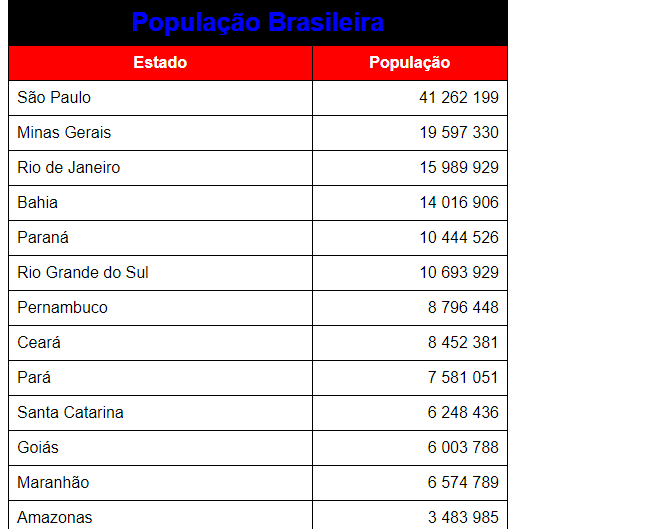 População Brasileira
Estado População
São Paulo 41 262 199
Minas Gerais 19 597 330
Rio de Janeiro 15 989 929
Bahia 14 016 906
Paraná 10 444 526
Rio Grande do Sul 10 693 929
Pernambuco 8 796 448
Ceará 8 452 381
Pará 7 581 051
Santa Catarina 6 248 436
Goiás 6 003 788
Maranhão 6 574 789
Amazonas 3 483 985